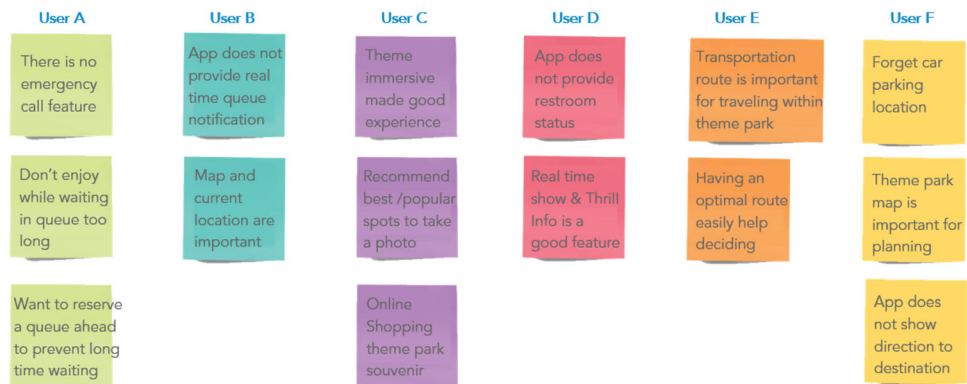 User A
User B
User C
User D
User E
User F
There is no
emergency
call feature
App does not
provide real
time queue
notification
Theme
immersive
made good
experience
App does
not provide
restroom
status
Transportation
route is important
for traveling within
theme park
Forget car
parking
location
Don't enjoy
while waiting
in queue too
long
Map and
current
location are
important
Recommend
best /popular
spots to take
a photo
Real time
show & Thrill
Info is a
good feature
Having an
optimal route
easily help
deciding
Theme park
map is
important for
planning
Want to reserve
a queue ahead
to prevent long
time waiting
Online
Shopping
theme park
souvenir
App does
not show
direction to
destination